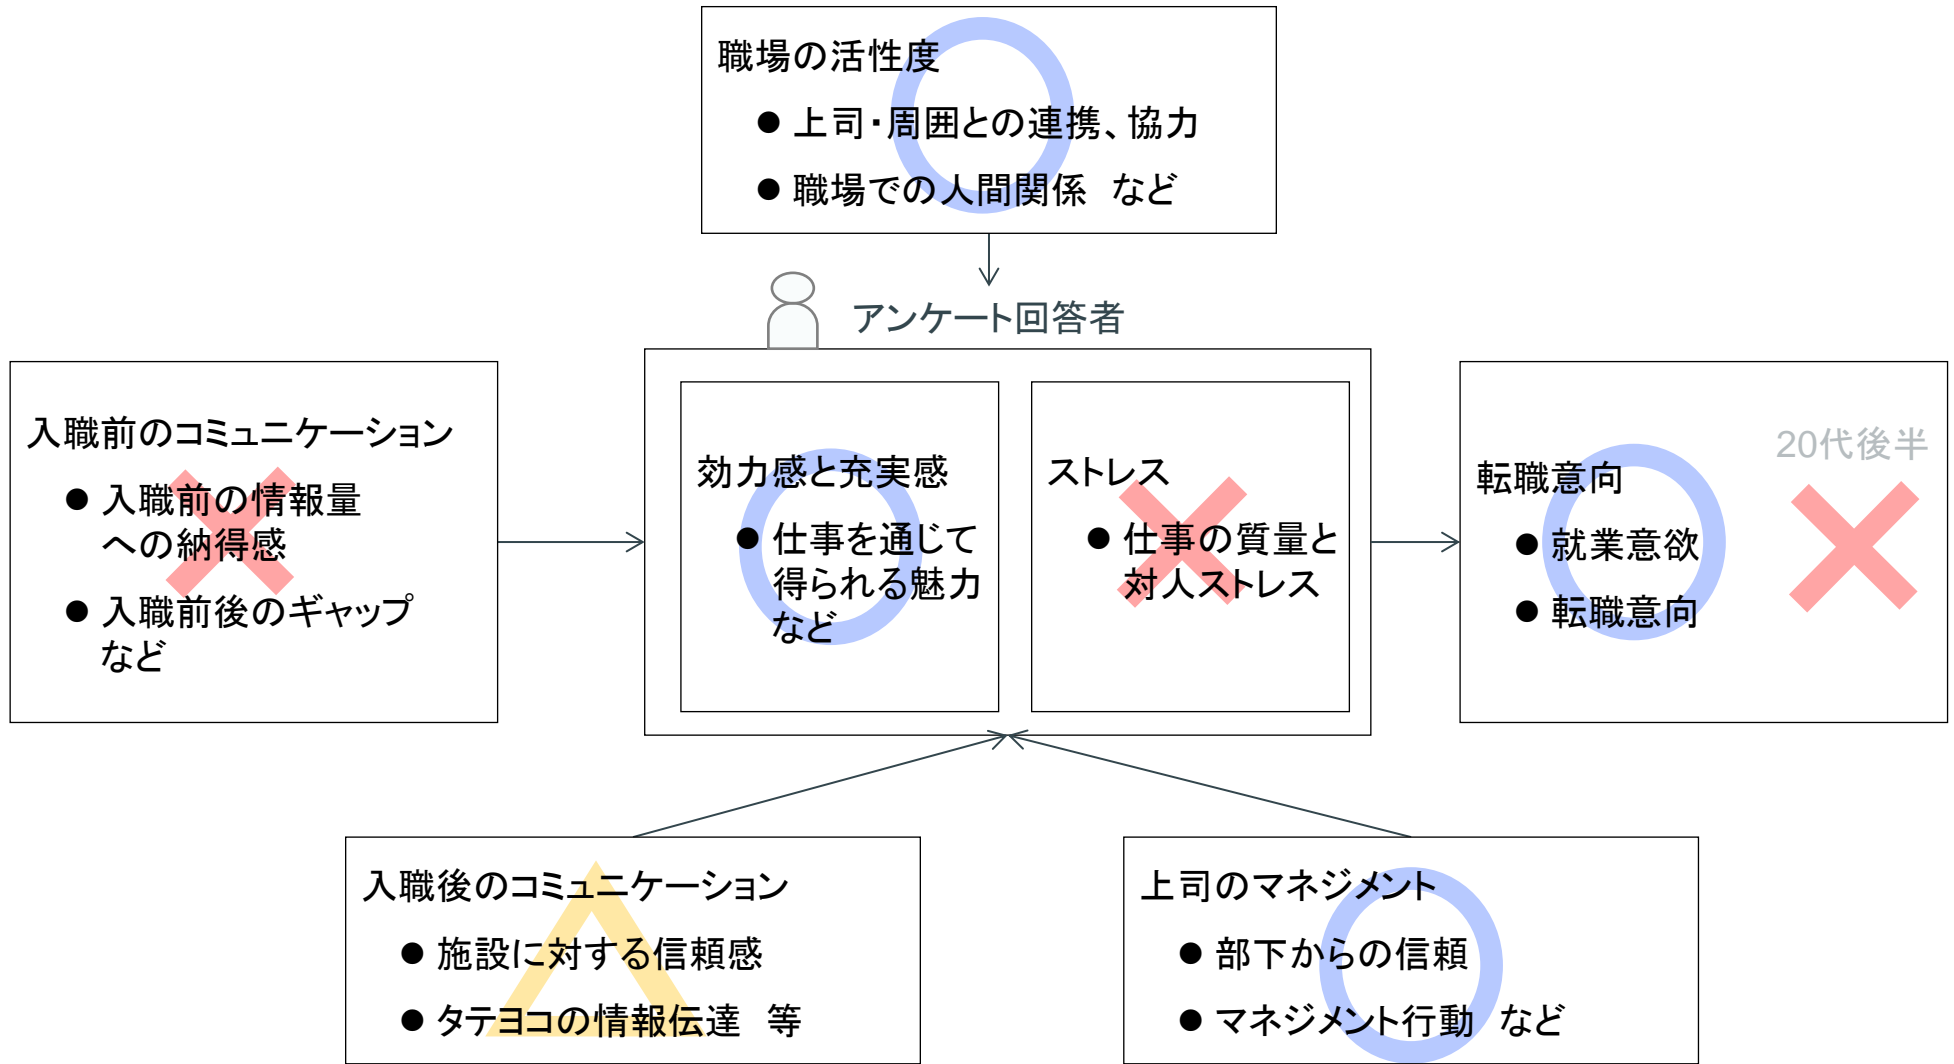 職場の活性度
● 上司・周囲との連携、協力
● 職場での人間関係 など
アンケート回答者
入職前のコミュニケーション
● 入職前の情報量
への納得感
● 入職前後のギャップ
など
効力感と充実感
● 仕事を通じて
得られる魅力
など
ストレス
● 仕事の質量と
対人ストレス
20代後半
転職意向
● 就業意欲
● 転職意向
入職後のコミュニケーション
● 施設に対する信頼感
● タテヨコの情報伝達 等
上司のマネジメント
● 部下からの信頼
● マネジメント行動 など